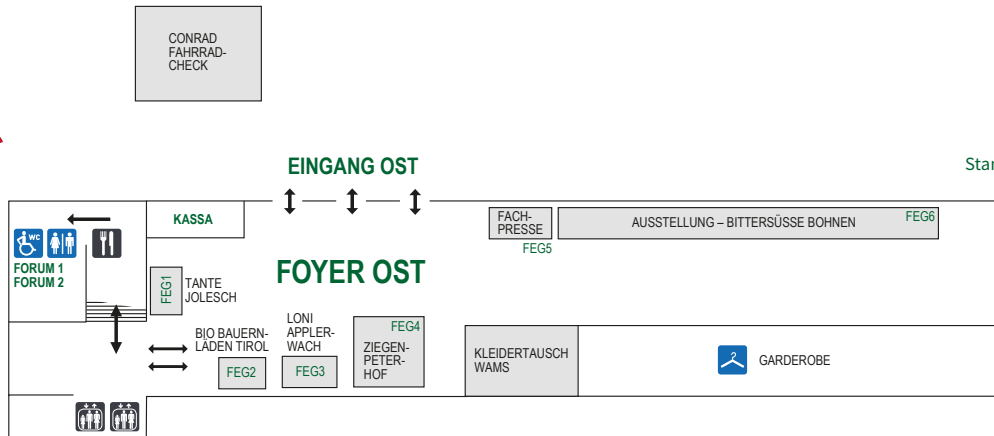 CONRAD
FAHRRAD-
CHECK
EINGANG OST
Star
KASSA
FACH-
PRESSE
FEG5
AUSSTELLUNG – BITTERSÜSSE BOHNEN
FEG6
WC
FORUM 1
FORUM 2
FOYER OST
FEG1
TANTE
JOLESCH
BIO BAUERN-
LÄDEN TIROL
FEG2
LONI
APPLER-
WACH
FEG3
FEG4
ZIEGEN-
PETER-
HOF
KLEIDERTAUSCH
WAMS
GARDEROBE